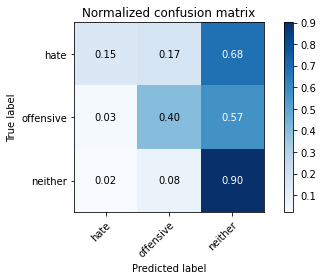 Normalized confusion matrix
True label
hate 0.15 0.17 0.68
offensive 0.03 0.40 0.57
neither 0.02 0.08 0.90
hate offensive neither
Predicted label
0.9
0.8
0.7
0.6
0.5
0.4
0.3
0.2
0.1